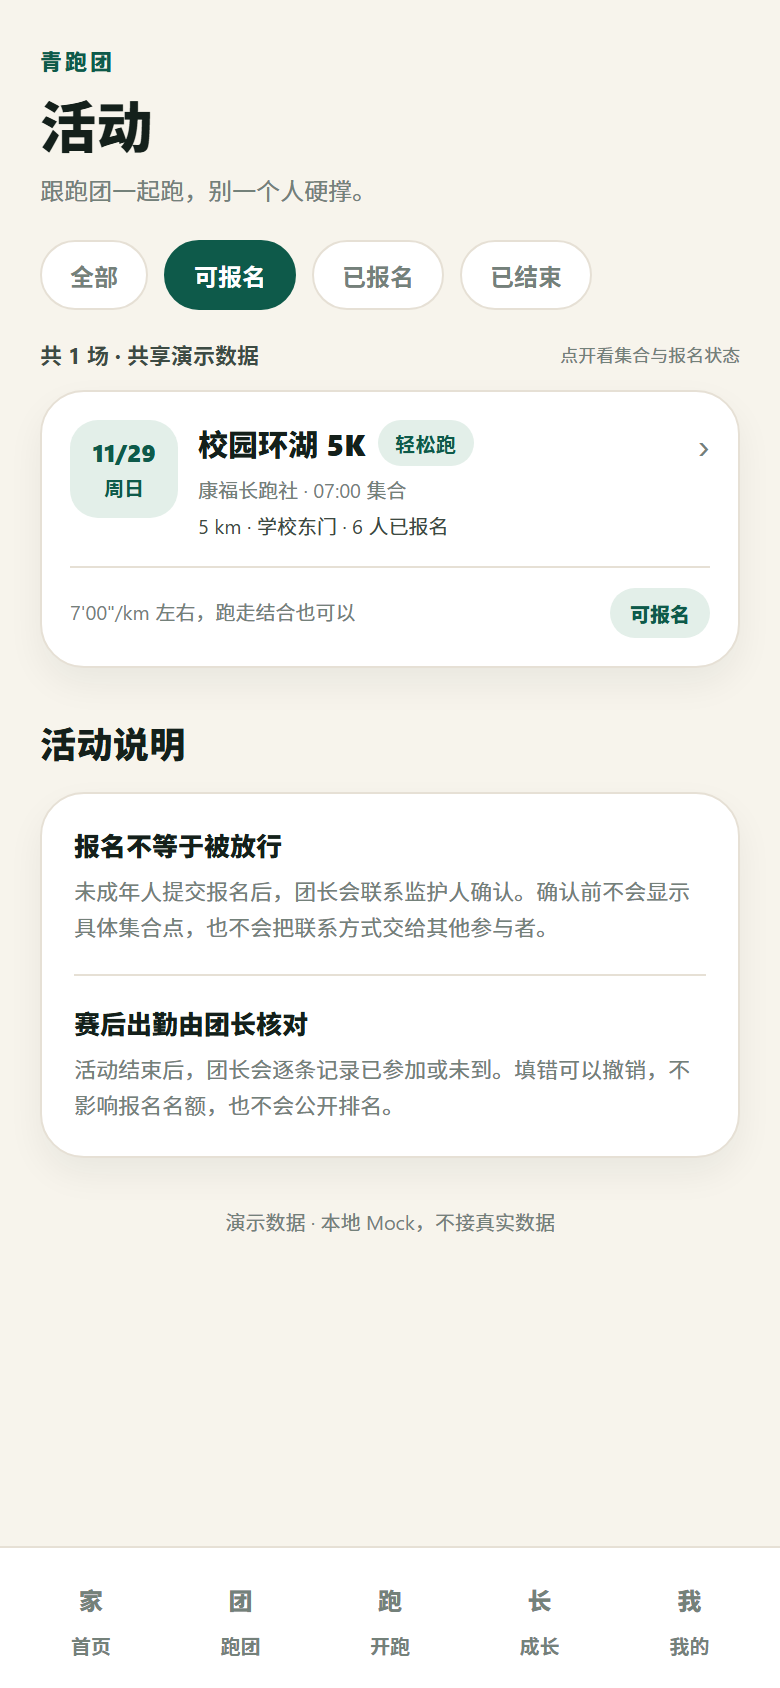 青跑团
活动
跟跑团一起跑，别一个人硬撑。
全部 可报名 已报名 已结束
共 1 场 · 共享演示数据 点开看集合与报名状态
11/29
周日
校园环湖 5K 轻松跑 ›
康福长跑社 · 07:00 集合
5 km · 学校东门 · 6 人已报名
7'00"/km 左右，跑走结合也可以 可报名
活动说明
报名不等于被放行
未成年人提交报名后，团长会联系监护人确认。确认前不会显示
具体集合点，也不会把联系方式交给其他参与者。
赛后出勤由团长核对
活动结束后，团长会逐条记录已参加或未到。填错可以撤销，不
影响报名名额，也不会公开排名。
演示数据 · 本地 Mock，不接真实数据
家 团 跑 长 我
首页 跑团 开跑 成长 我的